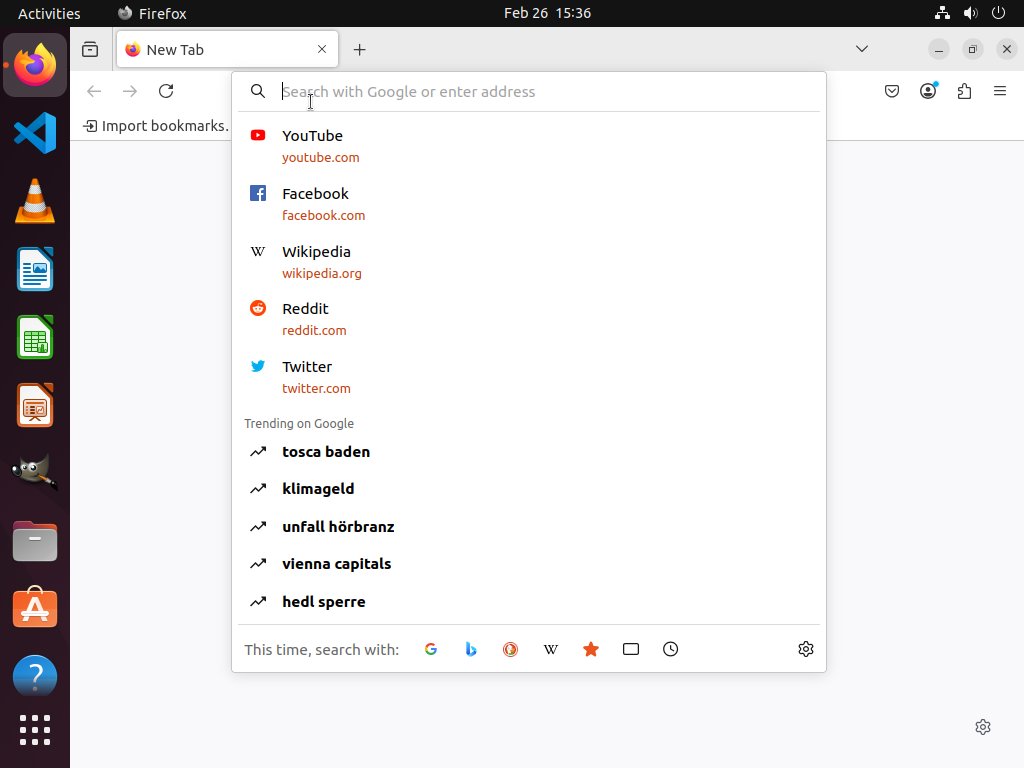 Activities
Firefox
Feb 26 15:36
New Tab
Search with Google or enter address
Import bookmarks.
YouTube
youtube.com
Facebook
facebook.com
Wikipedia
wikipedia.org
Reddit
reddit.com
Twitter
twitter.com
Trending on Google
tosca baden
klimageld
unfall hörbranz
vienna capitals
hedl sperre
This time, search with: